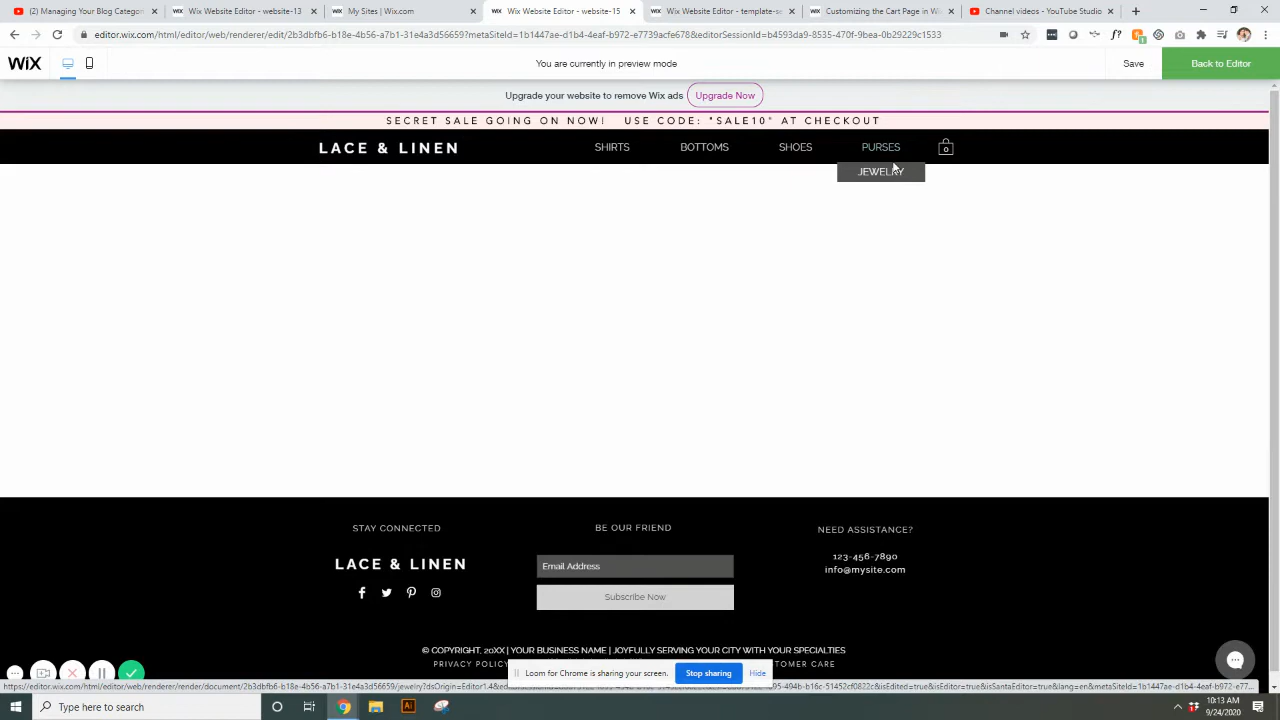 (2) Managing Your Blog Categori
Wix Website Editor - website-13
My Sites | Wix.com
Wix Website Editor - website-15
Wix Website Editor - template-se
Customizing the Cart Page in Wi
Channel videos - YouTube Studio
editor.wix.com/html/editor/web/renderer/edit/2b3dbfb6-b18e-4b56-a7b1-31e4a3d56569?metaSiteId=1b1447ae-d1b4-4eaf-b972-e7739acfe678&editorSessionId=b4593da9-8535-470f-9bea-0b29229c1933
WiX
You are currently in preview mode
Save
Back to Editor
Upgrade your website to remove Wix ads
Upgrade Now
SECRET SALE GOING ON NOW! USE CODE: "SALE10" AT CHECKOUT
LACE & LINEN
SHIRTS
BOTTOMS
SHOES
PURSES
0
JEWELRY
STAY CONNECTED
BE OUR FRIEND
NEED ASSISTANCE?
LACE & LINEN
Email Address
Subscribe Now
123-456-7890
info@mysite.com
© COPYRIGHT, 20XX | YOUR BUSINESS NAME | JOYFULLY SERVING YOUR CITY WITH YOUR SPECIALTIES
PRIVACY POLICY
TOMER CARE
Loom for Chrome is sharing your screen.
Stop sharing
Hide
Type here to search
10:13 AM
9/24/2020